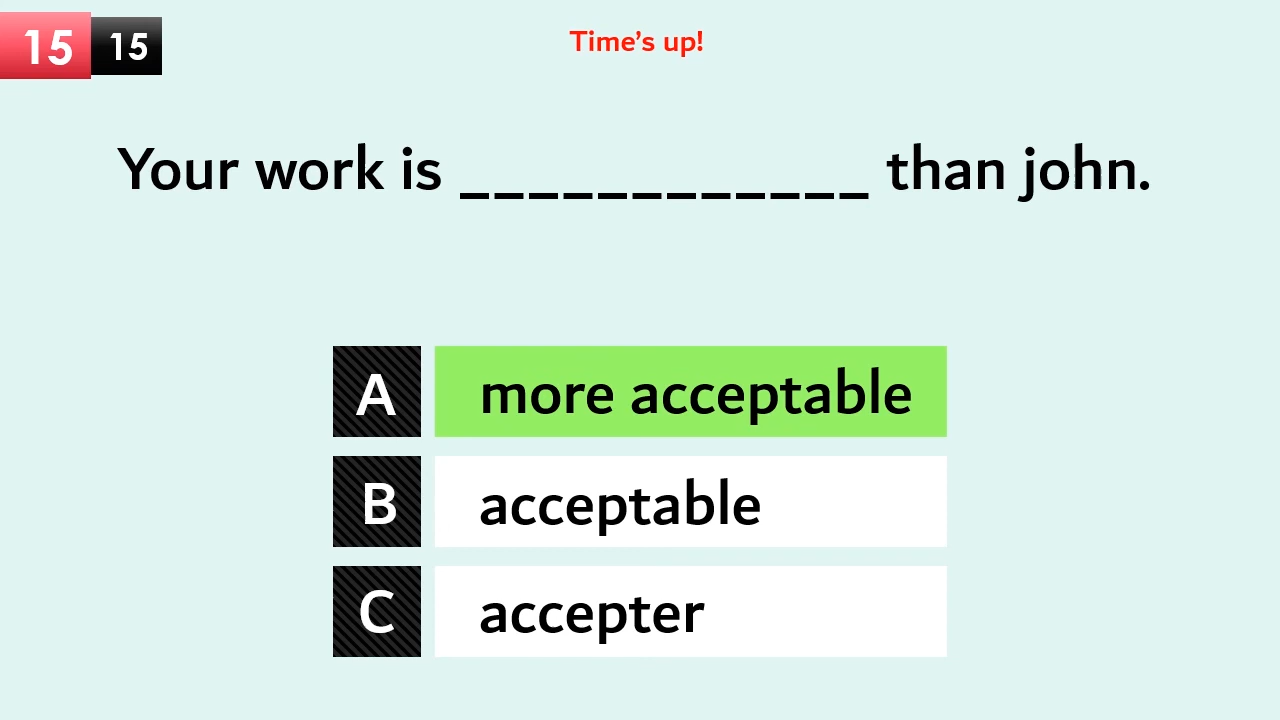 15 15
Time's up!
Your work is ____________ than john.
A more acceptable
B acceptable
C accepter